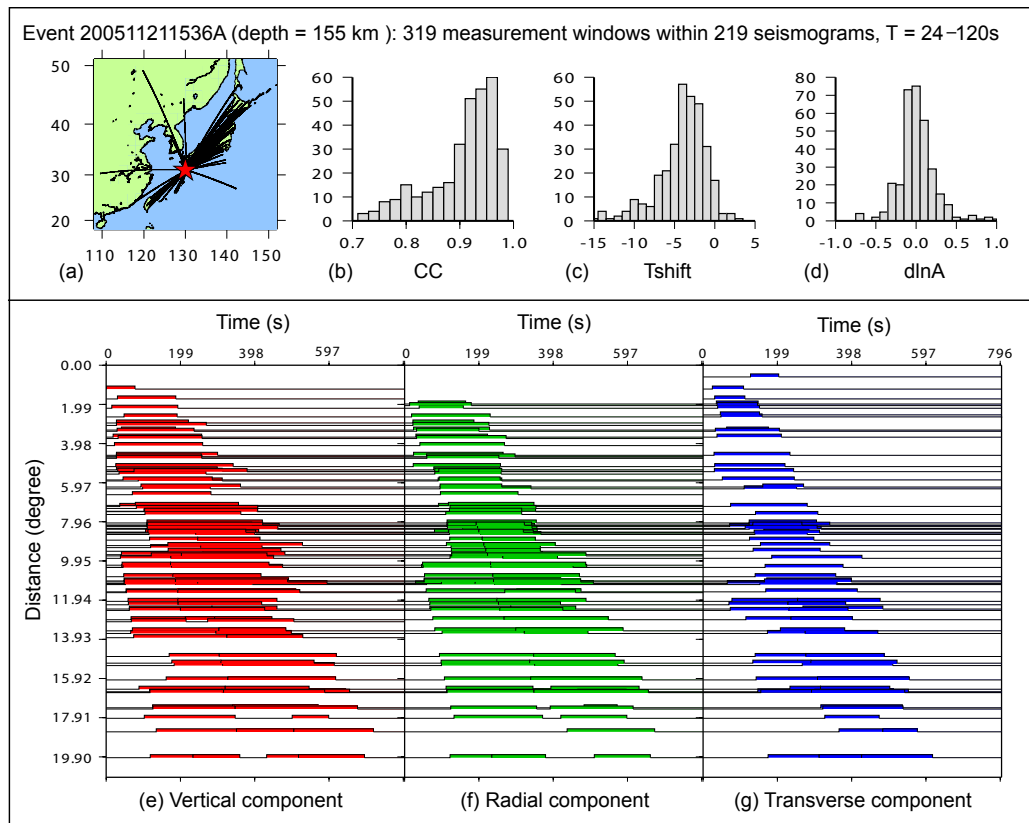 Event 200511211536A (depth = 155 km ): 319 measurement windows within 219 seismograms, T = 24–120s
50
40
30
20
110 120 130 140 150
(a)
60
50
40
30
20
10
0
0.7 0.8 0.9 1.0
(b) CC
60
50
40
30
20
10
0
-15 -10 -5 0 5
(c) Tshift
80
60
40
20
0
-1.0 -0.5 0.0 0.5 1.0
(d) dlnA
Time (s) Time (s) Time (s)
0 199 398 597 0 199 398 597 0 199 398 597 796
Distance (degree)
0.00
1.99
3.98
5.97
7.96
9.95
11.94
13.93
15.92
17.91
19.90
(e) Vertical component (f) Radial component (g) Transverse component